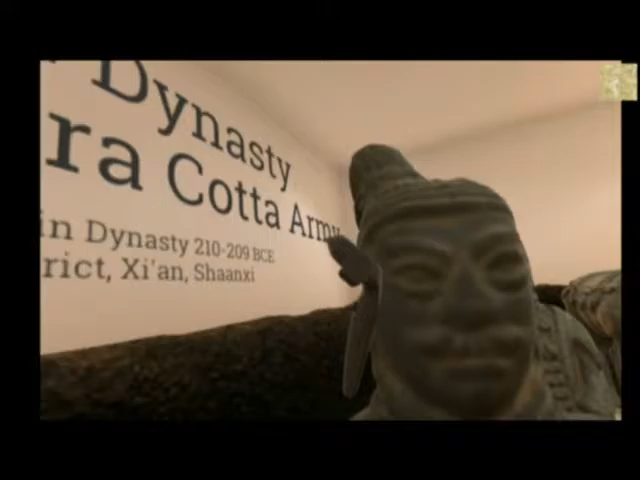 Dynasty
ra Cotta Army
in Dynasty 210-209 BCE
rict, Xi'an, Shaanxi